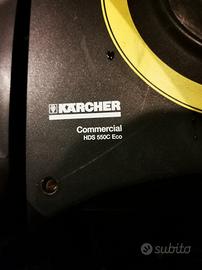 KÄRCHER
Commercial
HDS 550C Eco
subito